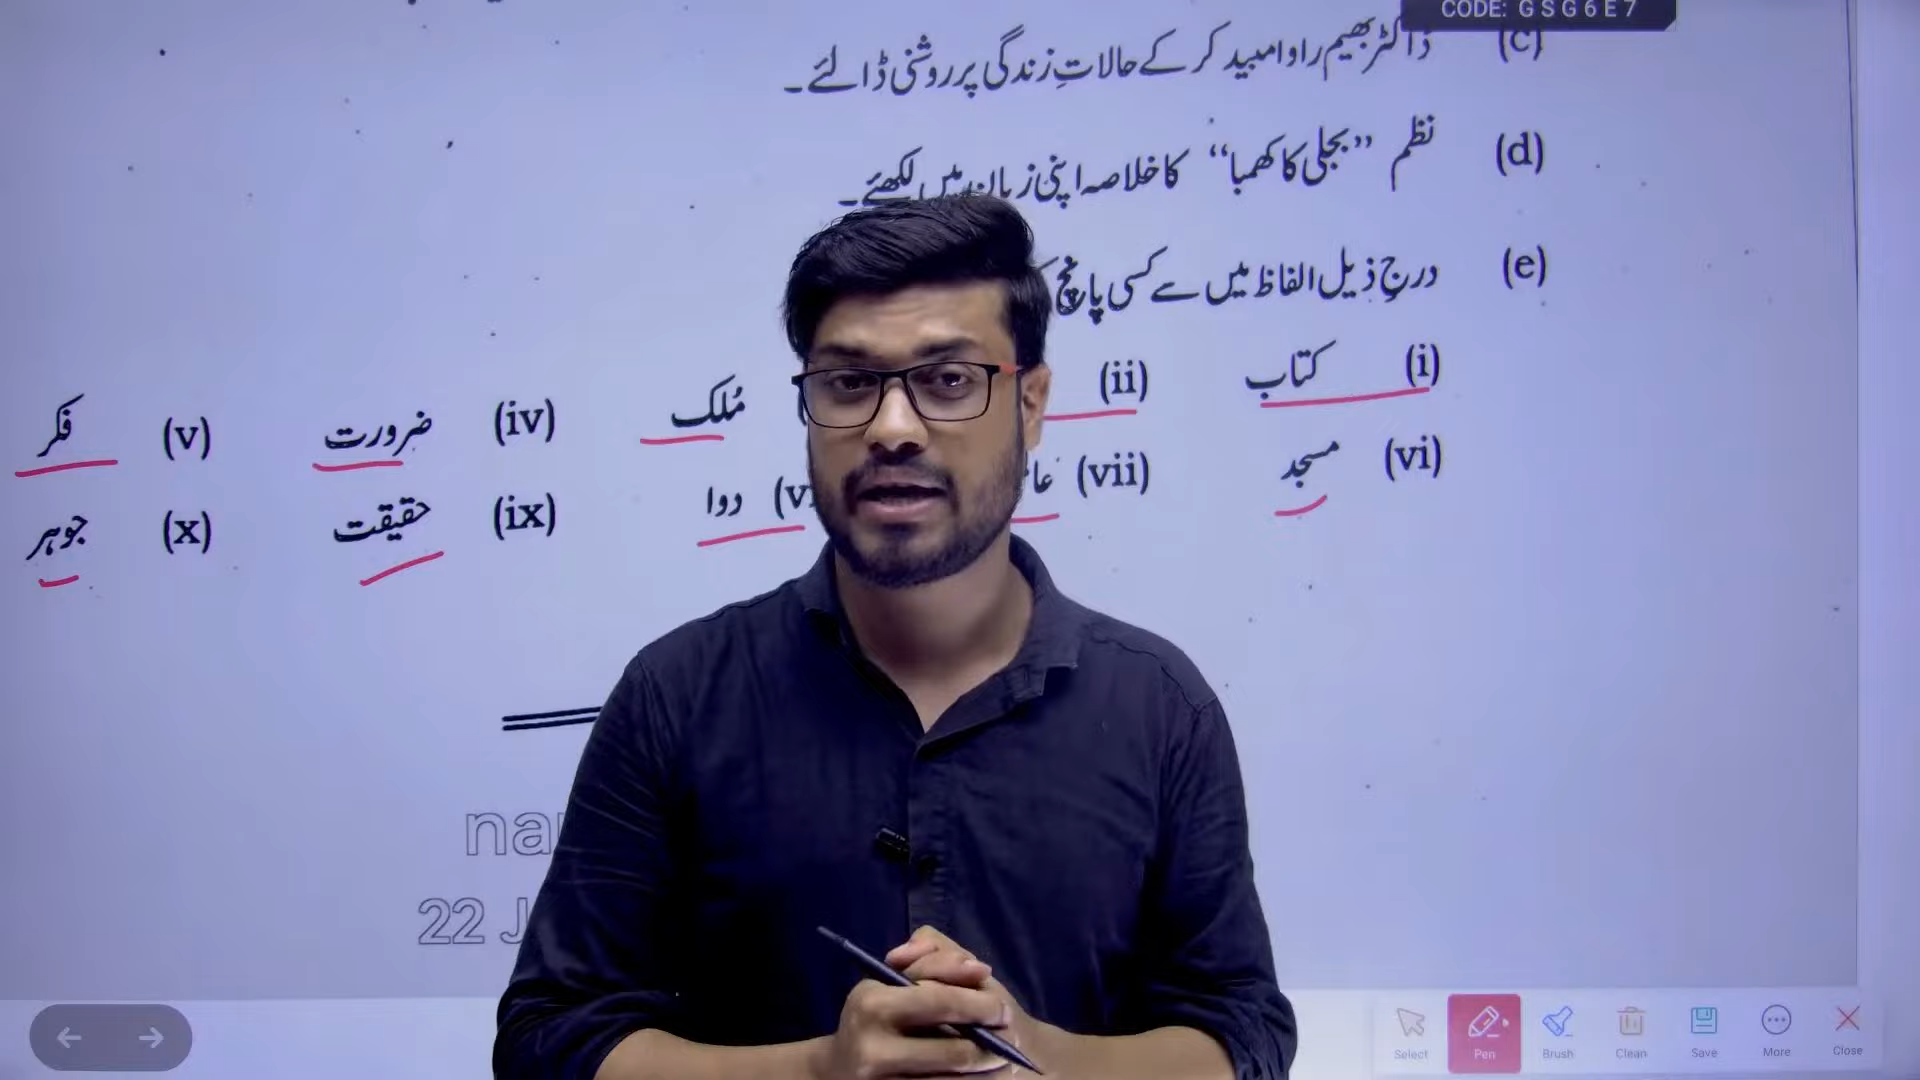 CODE: G S G 6 E 7
(c) ڈاکٹر بھیم راو امبیدکر کے حالاتِ زندگی پر روشنی ڈالئے۔
(d) نظم ”بجلی کا کھمبا“ کا خلاصہ اپنی زبان میں لکھئے۔
(e) درجِ ذیل الفاظ میں سے کسی پانچ
(i) کتاب (ii) مُلک (iv) ضرورت (v) فکر
(vi) مسجد (vii) دوا (ix) حقیقت (x) جوہر
22
Select Pen Brush Clean Save More Close